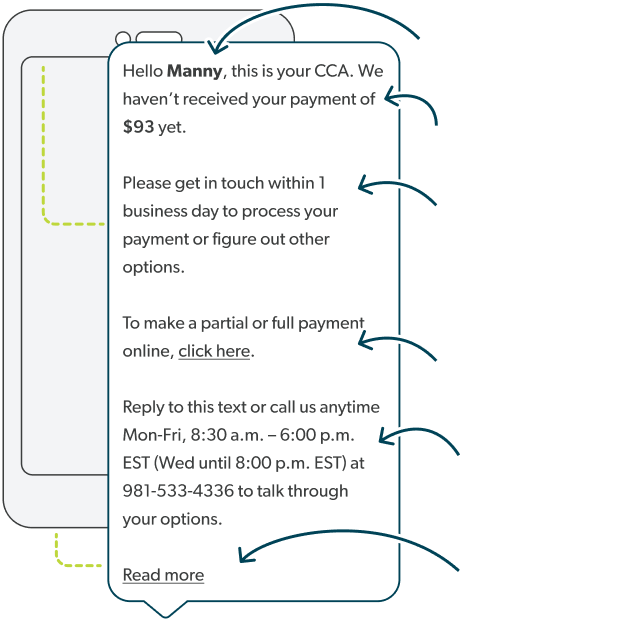 Hello Manny, this is your CCA. We
haven't received your payment of
$93 yet.
Please get in touch within 1
business day to process your
payment or figure out other
options.
To make a partial or full payment
online, click here.
Reply to this text or call us anytime
Mon-Fri, 8:30 a.m. – 6:00 p.m.
EST (Wed until 8:00 p.m. EST) at
981-533-4336 to talk through
your options.
Read more